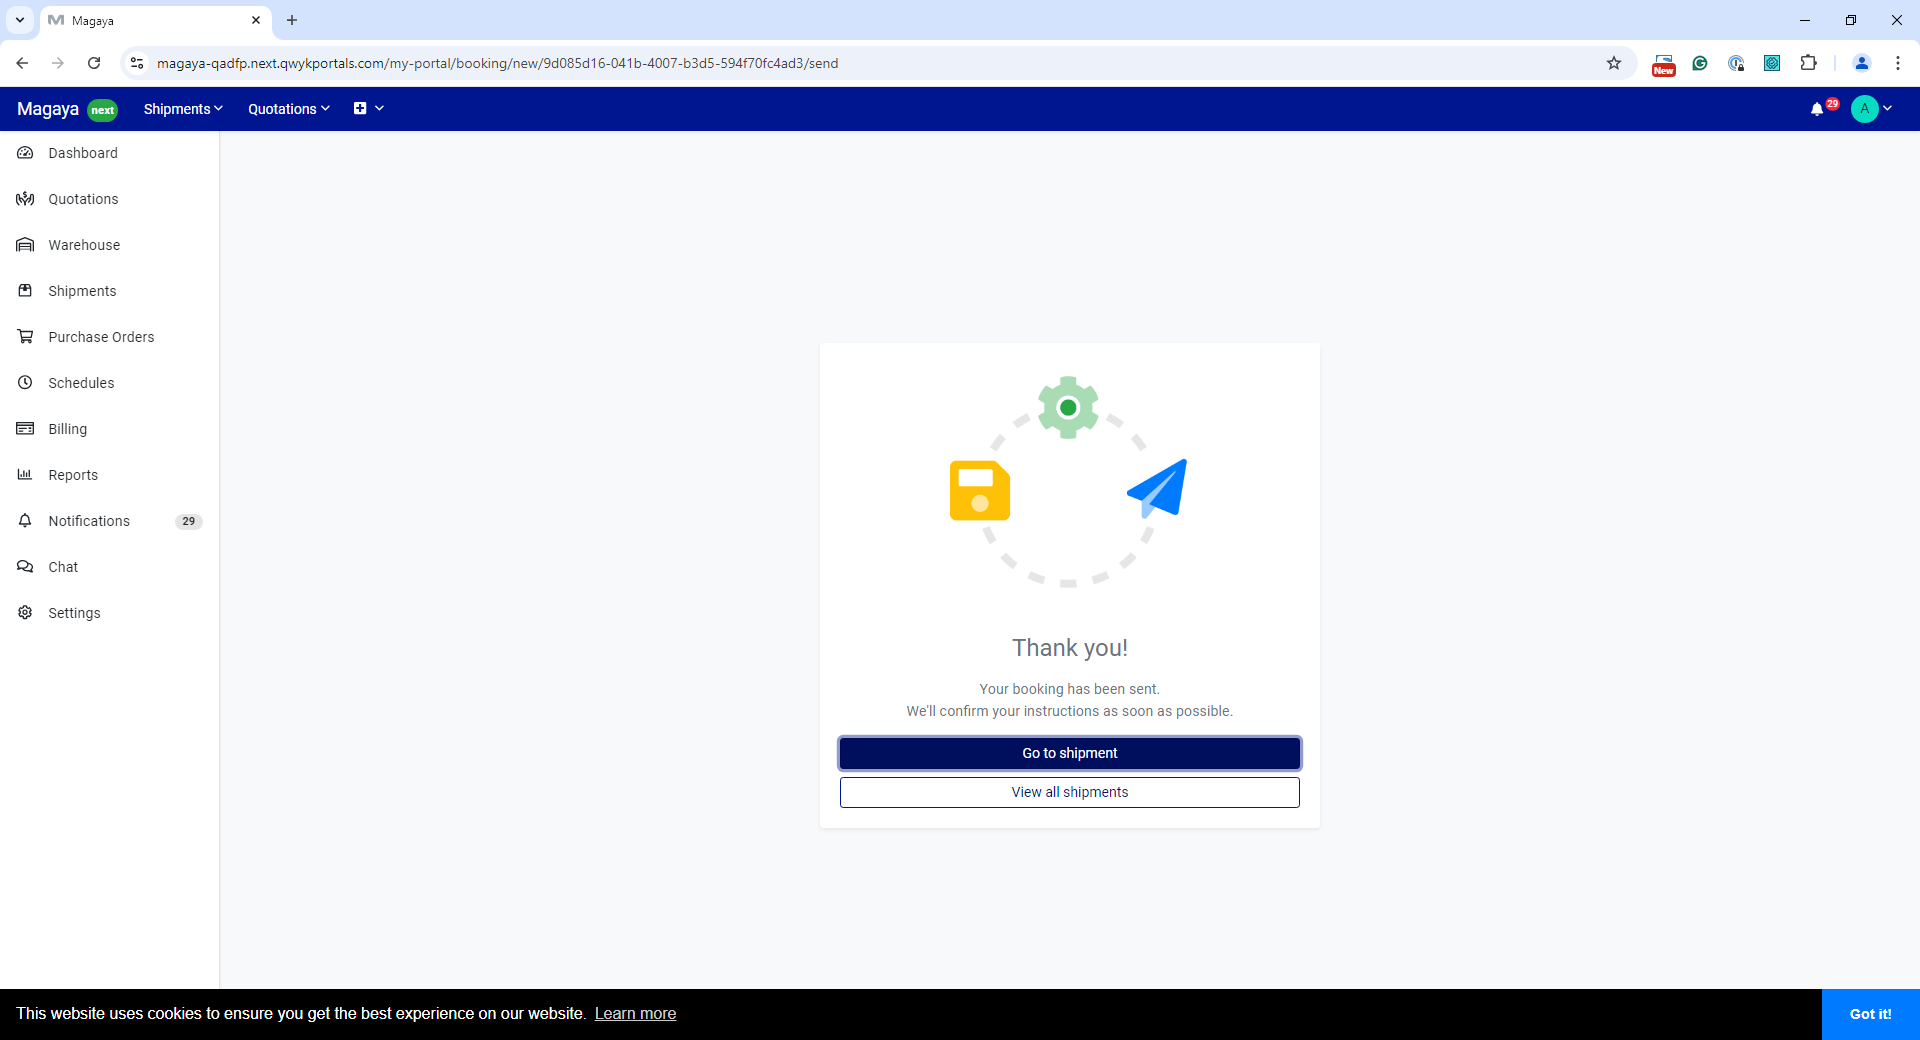 Magaya
magaya-qadfp.next.qwykportals.com/my-portal/booking/new/9d085d16-041b-4007-b3d5-594f70fc4ad3/send
New
Magaya next Shipments Quotations 29 A
Dashboard
Quotations
Warehouse
Shipments
Purchase Orders
Schedules
Billing
Reports
Notifications 29
Chat
Settings
Thank you!
Your booking has been sent.
We'll confirm your instructions as soon as possible.
Go to shipment
View all shipments
This website uses cookies to ensure you get the best experience on our website. Learn more
Got it!